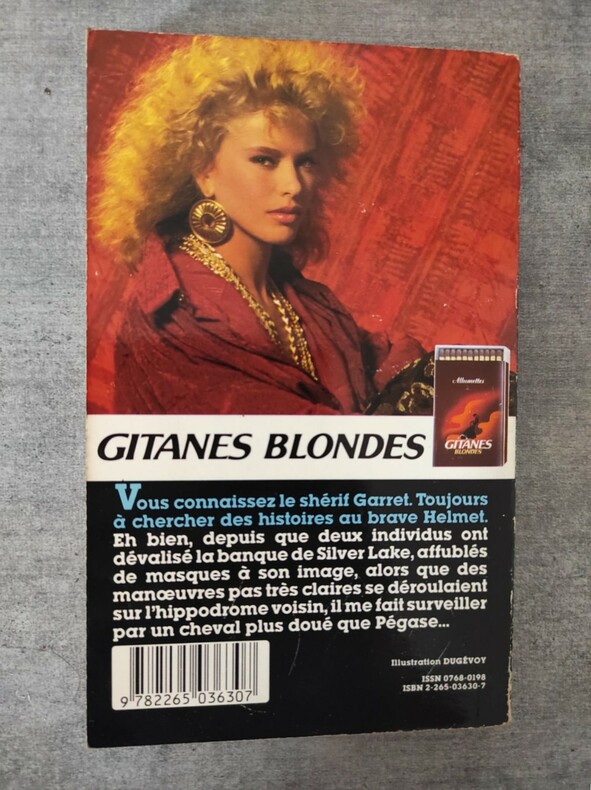 Allumettes
GITANES
BLONDES
GITANES BLONDES
Vous connaissez le shérif Garret. Toujours
à chercher des histoires au brave Helmet.
Eh bien, depuis que deux individus ont
dévalisé la banque de Silver Lake, affublés
de masques à son image, alors que des
manœuvres pas très claires se déroulaient
sur l'hippodrome voisin, il me fait surveiller
par un cheval plus doué que Pégase...
Illustration DUGÉVOY
ISSN 0768-0198
ISBN 2-265-03630-7
9 782265 036307